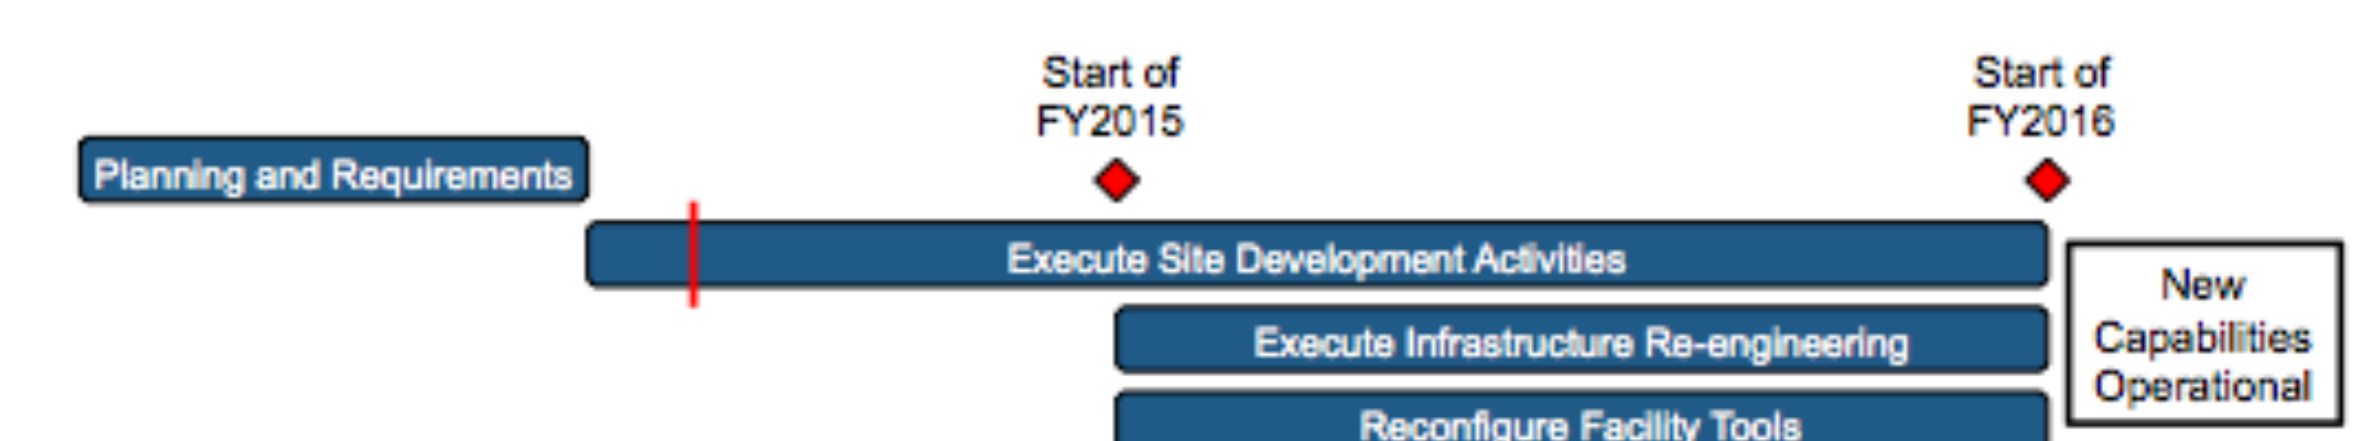 Start of
FY2015
Start of
FY2016
Planning and Requirements
Execute Site Development Activities
New
Capabilities
Operational
Execute Infrastructure Re-engineering
Reconfigure Facility Tools